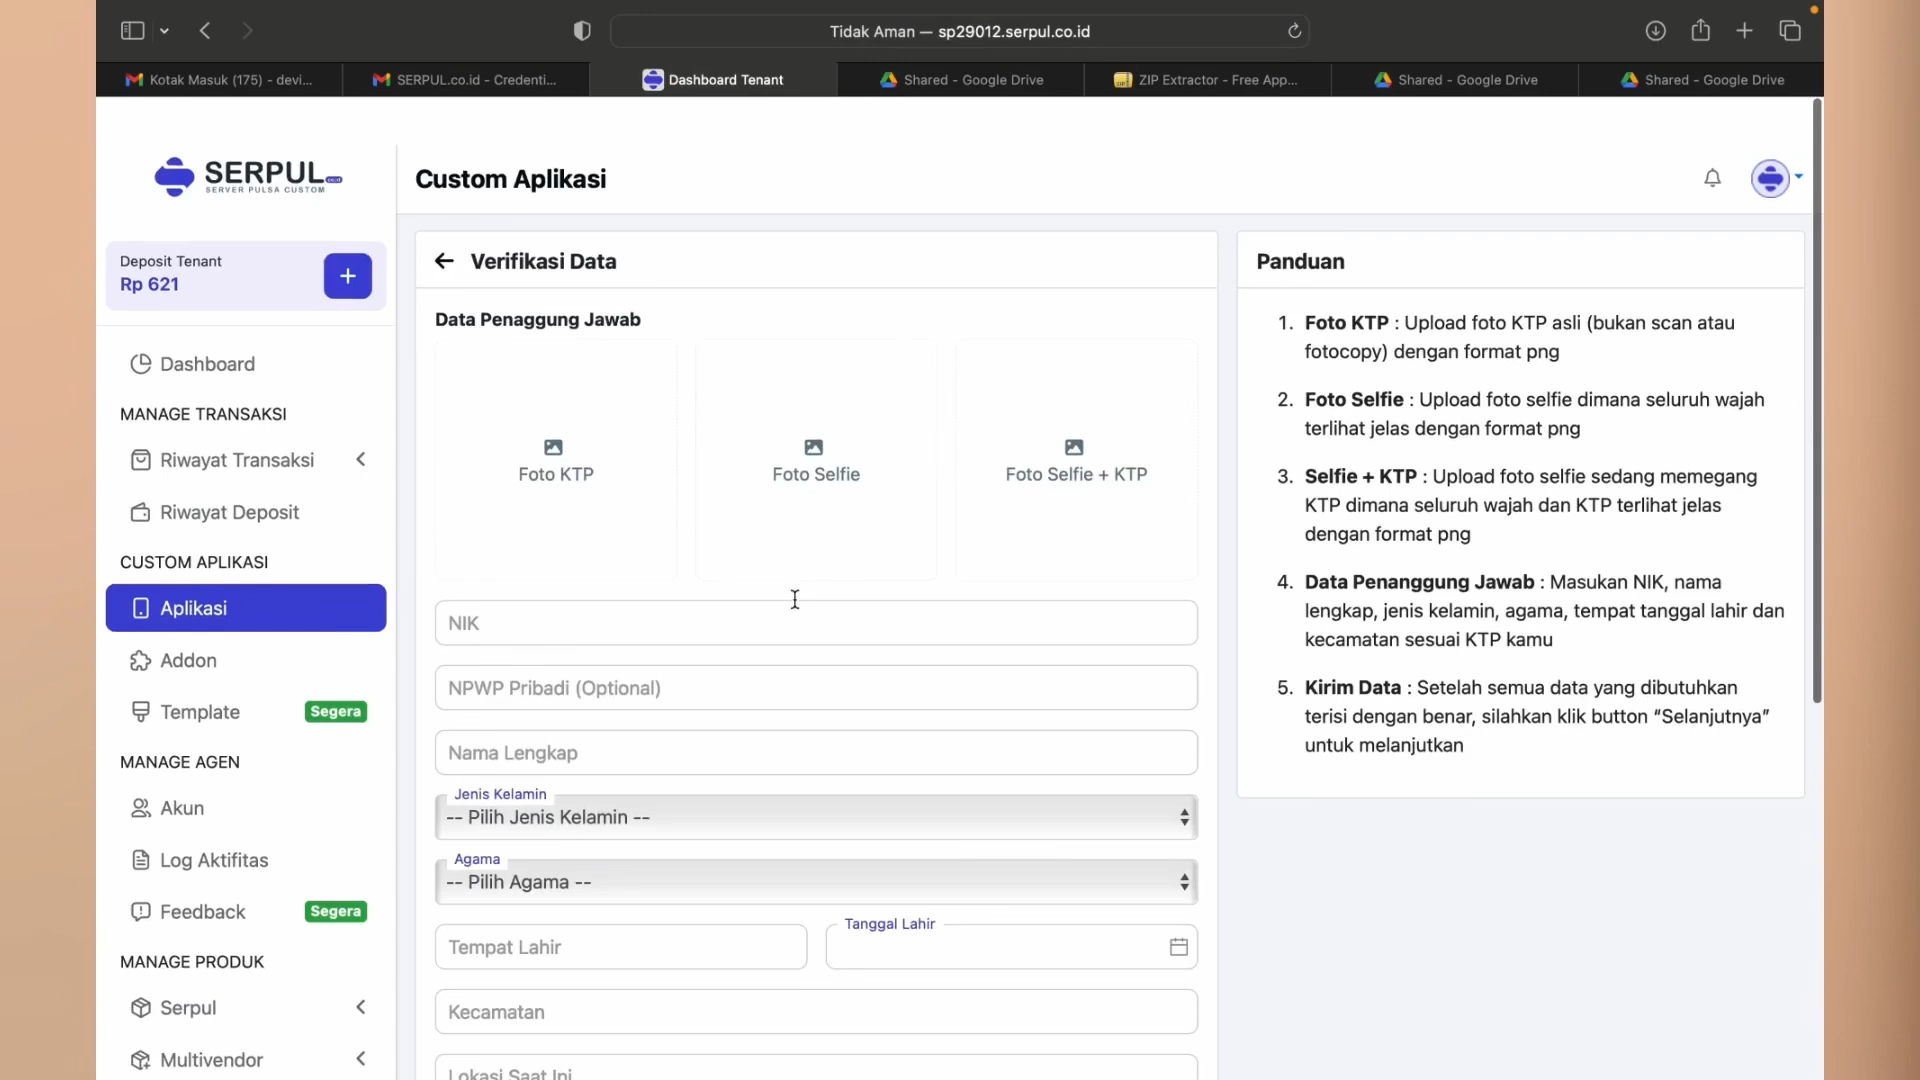 Tidak Aman — sp29012.serpul.co.id
Kotak Masuk (175) - devi...
SERPUL.co.id - Credenti...
Dashboard Tenant
Shared - Google Drive
ZIP Extractor - Free App...
Shared - Google Drive
Shared - Google Drive
SERPUL
SERVER PULSA CUSTOM
Deposit Tenant
Rp 621
Dashboard
MANAGE TRANSAKSI
Riwayat Transaksi
Riwayat Deposit
CUSTOM APLIKASI
Aplikasi
Addon
Template
Segera
MANAGE AGEN
Akun
Log Aktifitas
Feedback
Segera
MANAGE PRODUK
Serpul
Multivendor
Custom Aplikasi
Verifikasi Data
Data Penaggung Jawab
Foto KTP
Foto Selfie
Foto Selfie + KTP
NIK
NPWP Pribadi (Optional)
Nama Lengkap
Jenis Kelamin
-- Pilih Jenis Kelamin --
Agama
-- Pilih Agama --
Tempat Lahir
Tanggal Lahir
Kecamatan
Lokasi Saat Ini
Panduan
1. Foto KTP : Upload foto KTP asli (bukan scan atau
fotocopy) dengan format png
2. Foto Selfie : Upload foto selfie dimana seluruh wajah
terlihat jelas dengan format png
3. Selfie + KTP : Upload foto selfie sedang memegang
KTP dimana seluruh wajah dan KTP terlihat jelas
dengan format png
4. Data Penanggung Jawab : Masukan NIK, nama
lengkap, jenis kelamin, agama, tempat tanggal lahir dan
kecamatan sesuai KTP kamu
5. Kirim Data : Setelah semua data yang dibutuhkan
terisi dengan benar, silahkan klik button “Selanjutnya”
untuk melanjutkan